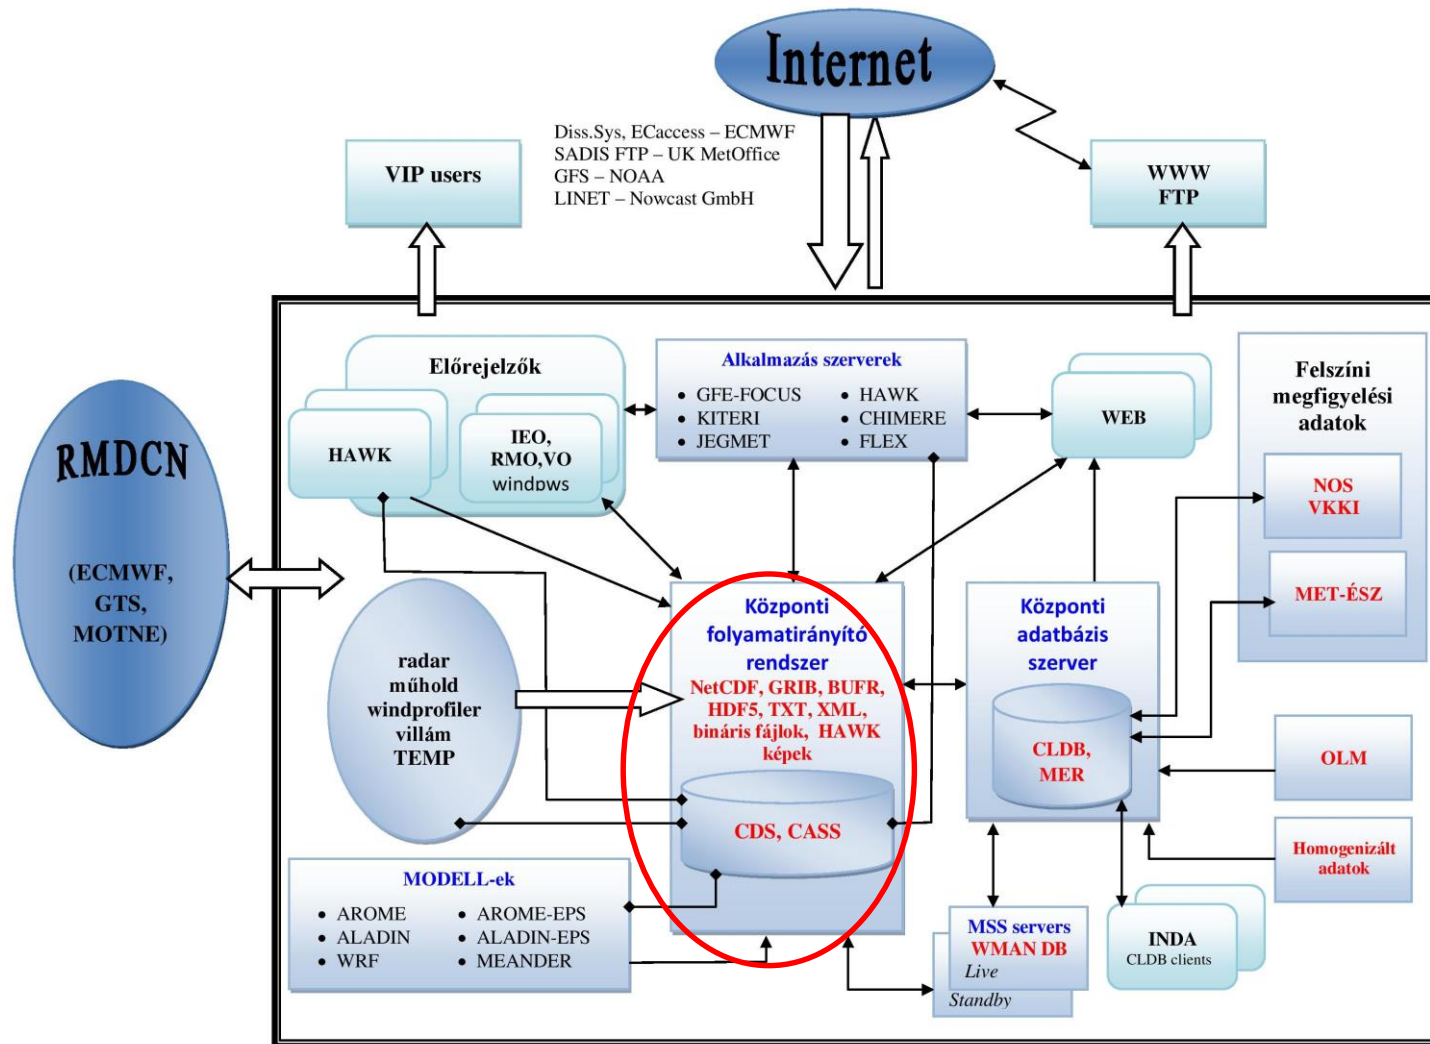 Internet
Diss.Sys, ECaccess – ECMWF
SADIS FTP – UK MetOffice
GFS – NOAA
LINET – Nowcast GmbH
VIP users
WWW
FTP
RMDCN
(ECMWF,
GTS,
MOTNE)
Előrejelzők
HAWK
IEO,
RMO,VO
windows
Alkalmazás szerverek
• GFE-FOCUS
• KITERI
• JEGMET
• HAWK
• CHIMERE
• FLEX
WEB
Felszíni
megfigyelési
adatok
NOS
VKKI
MET-ÉSZ
radar
műhold
windprofiler
villám
TEMP
Központi
folyamatirányító
rendszer
NetCDF, GRIB, BUFR,
HDF5, TXT, XML,
bináris fájlok, HAWK
képek
CDS, CASS
Központi
adatbázis
szerver
CLDB,
MER
OLM
Homogenizált
adatok
MODELL-ek
• AROME
• ALADIN
• WRF
• AROME-EPS
• ALADIN-EPS
• MEANDER
MSS servers
WMAN DB
Live
Standby
INDA
CLDB clients